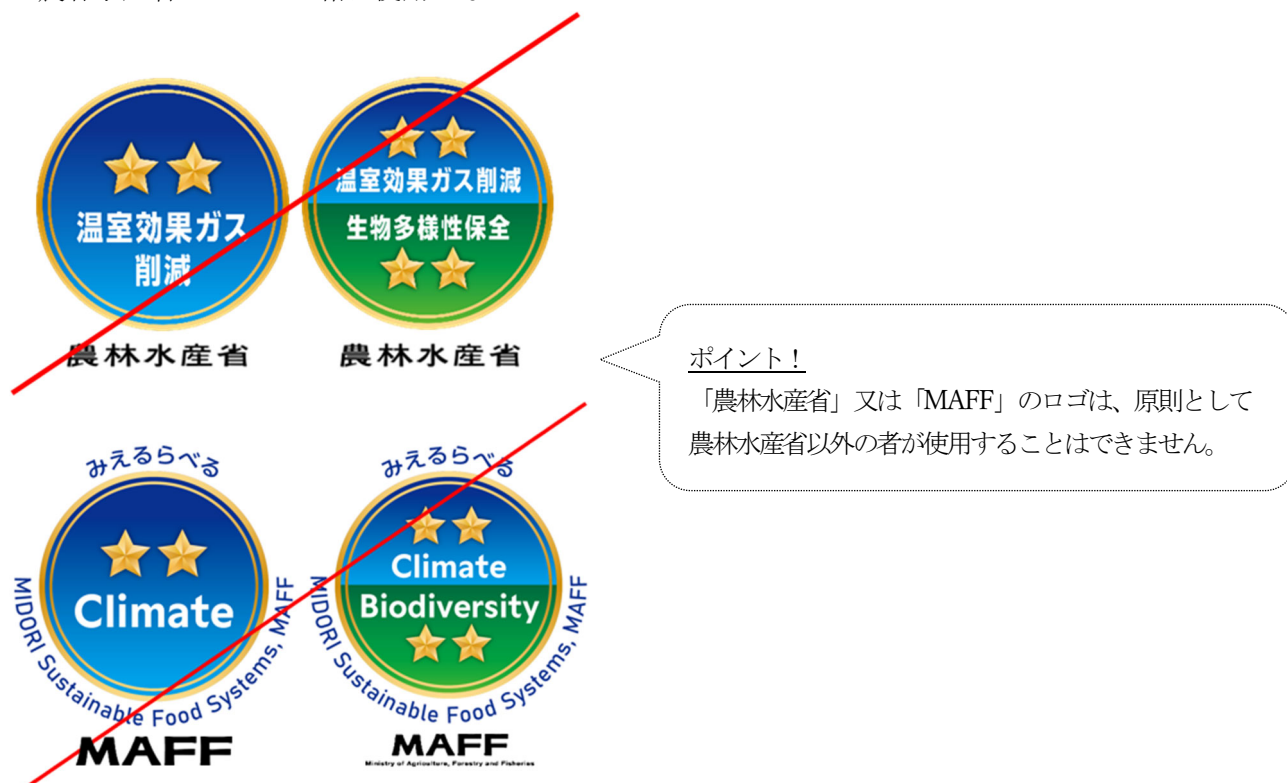 温室効果ガス
削減
農林水産省
温室効果ガス削減
生物多様性保全
農林水産省
ポイント！
「農林水産省」又は「MAFF」のロゴは、原則として
農林水産省以外の者が使用することはできません。
みえるらべる
Climate
MIDORI Sustainable Food Systems, MAFF
MAFF
みえるらべる
Climate
Biodiversity
MIDORI Sustainable Food Systems, MAFF
MAFF
Ministry of Agriculture, Forestry and Fisheries